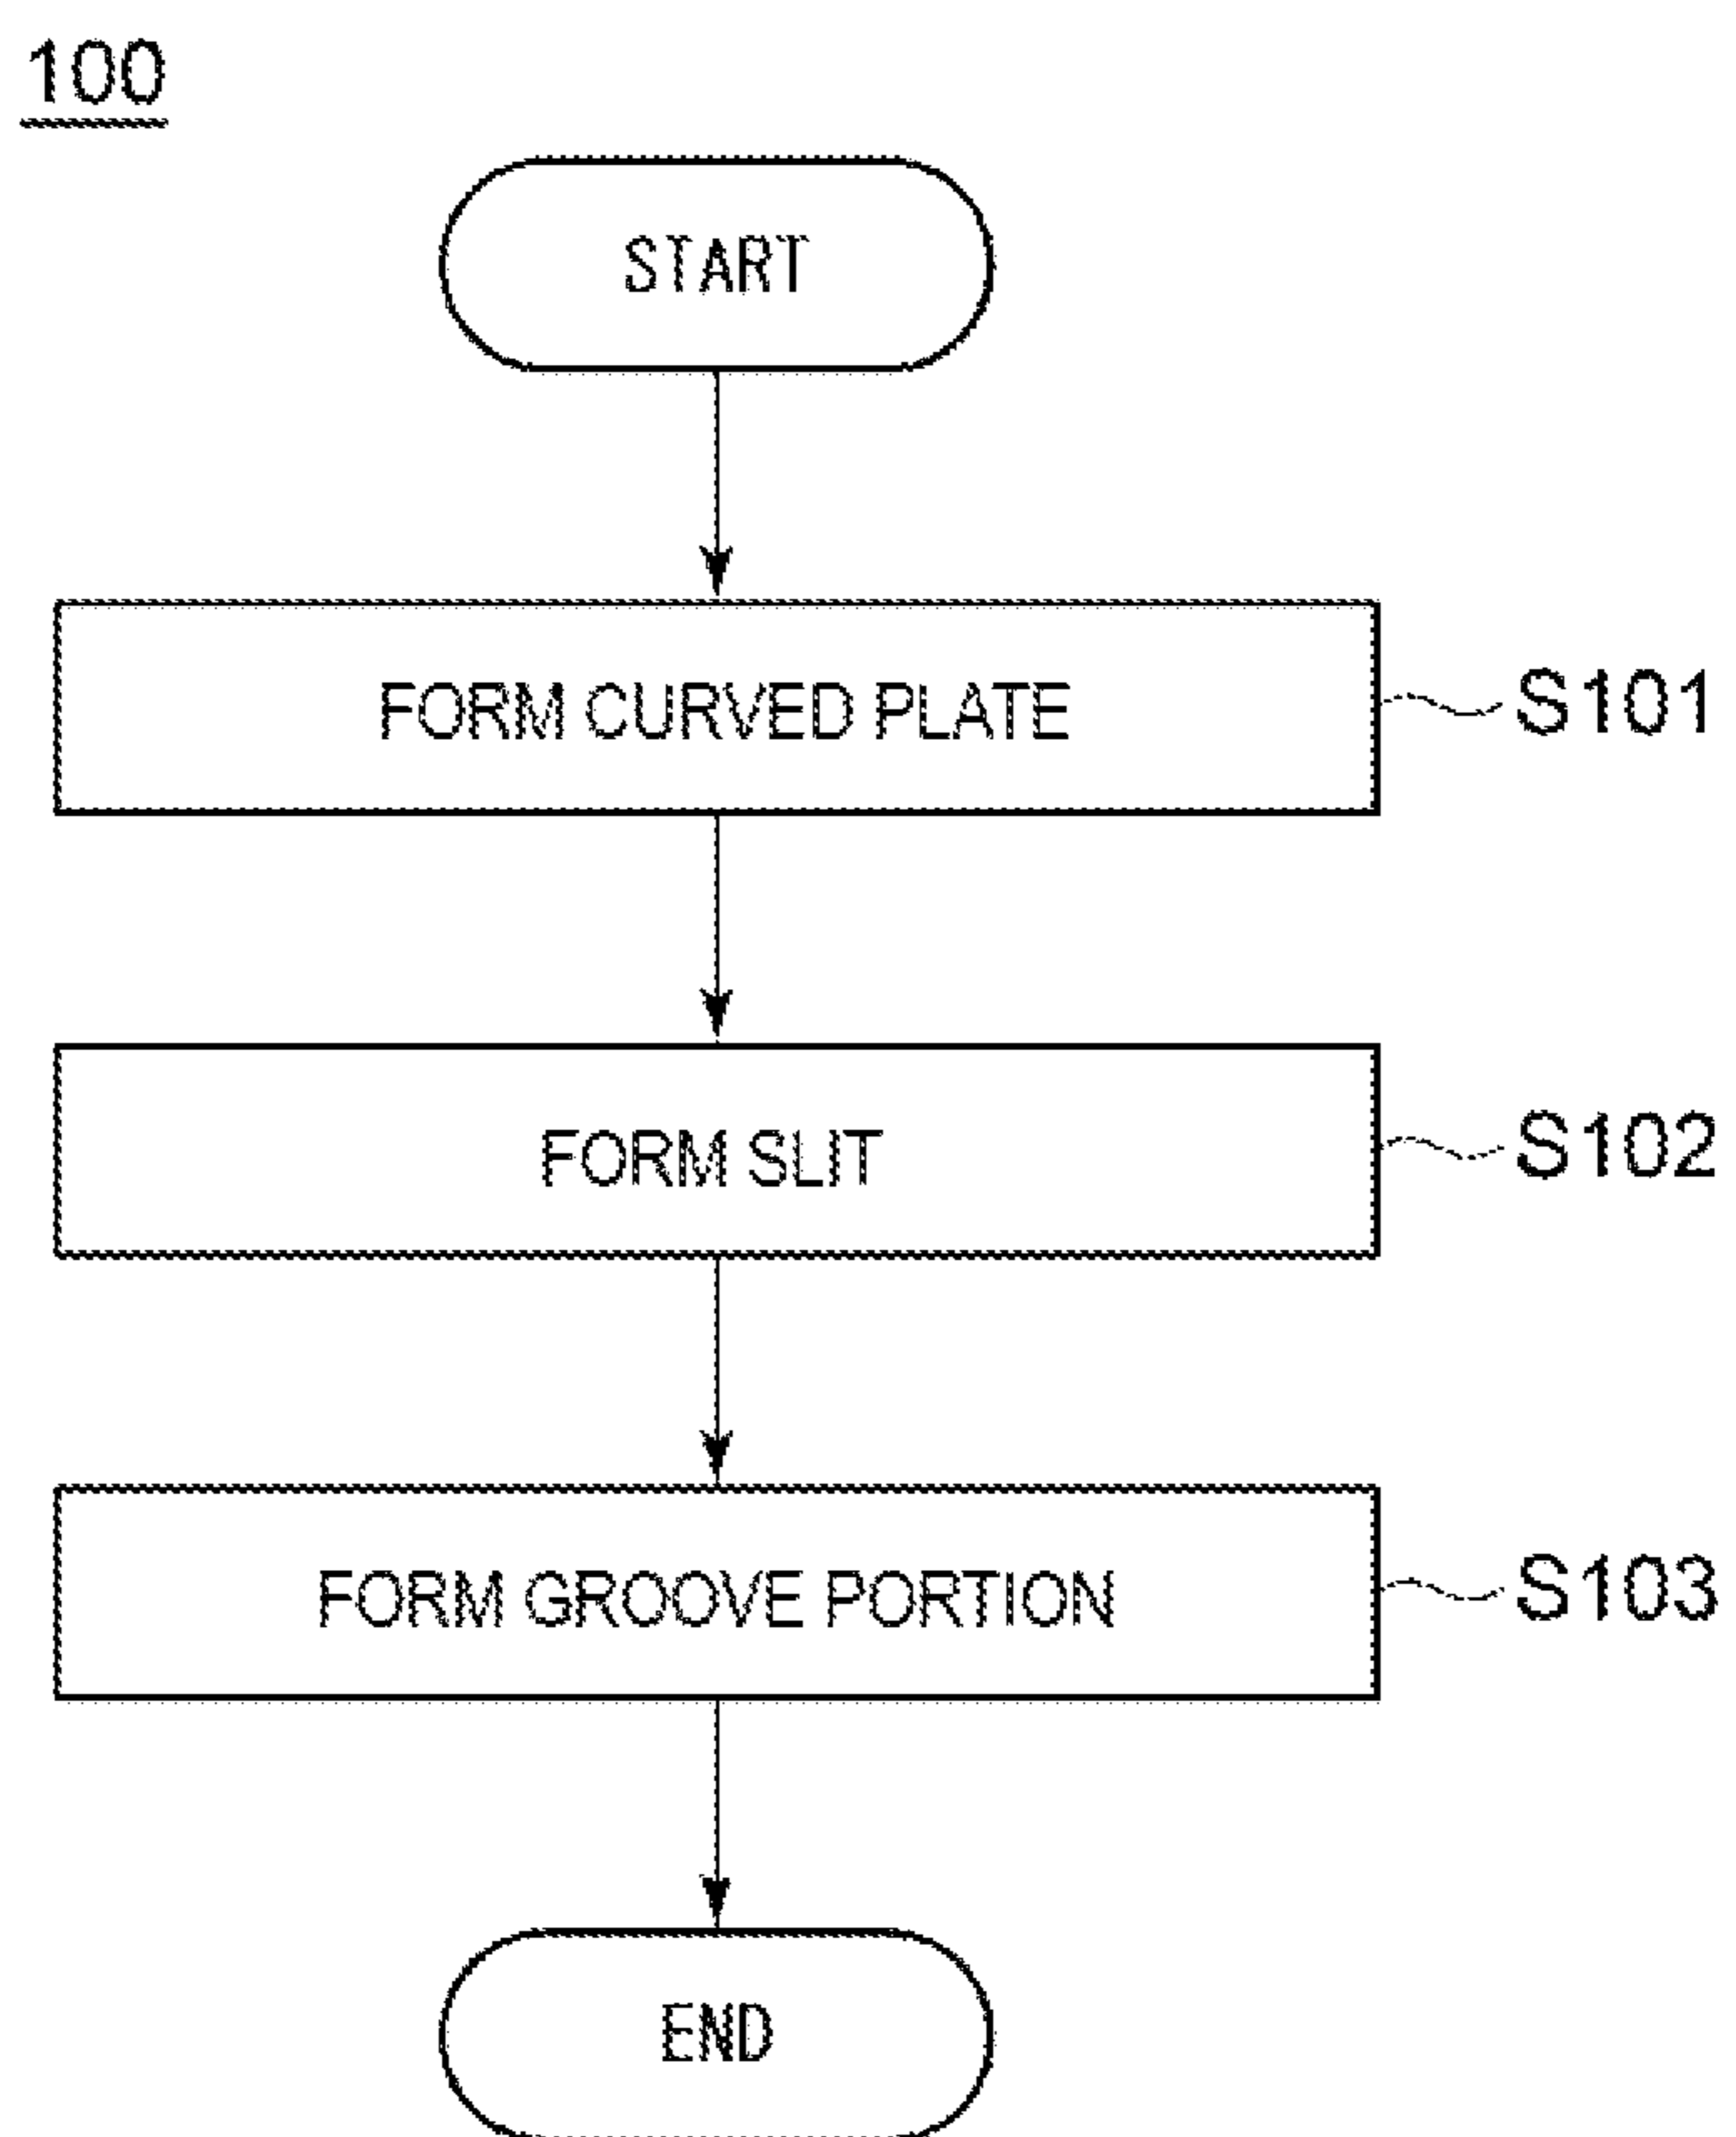 100
START
FORM CURVED PLATE
S101
FORM SLIT
S102
FORM GROOVE PORTION
S103
END